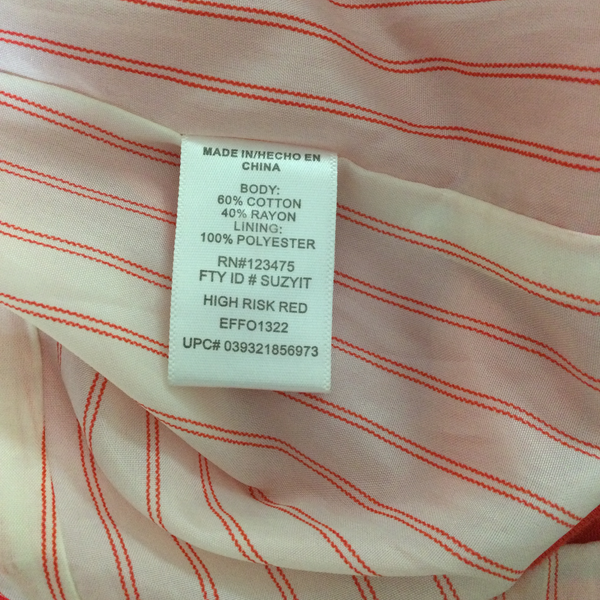 MADE IN/HECHO EN
CHINA
BODY:
60% COTTON
40% RAYON
LINING:
100% POLYESTER
RN#123475
FTY ID # SUZYIT
HIGH RISK RED
EFFO1322
UPC# 039321856973